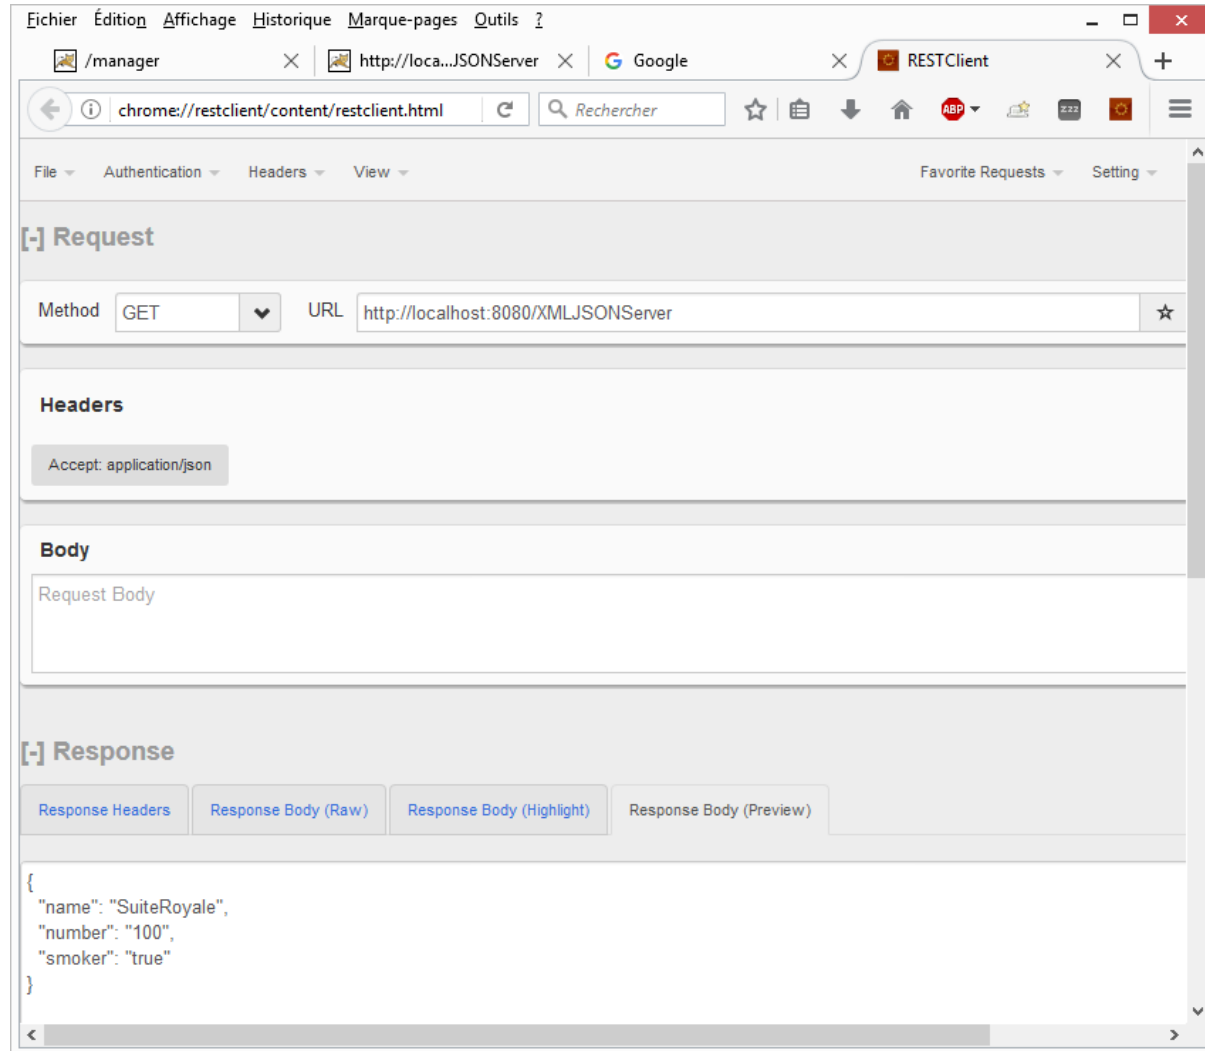 Fichier Édition Affichage Historique Marque-pages Outils ?
/manager http://loca...JSONServer Google RESTClient
chrome://restclient/content/restclient.html Rechercher ABP zzz
File Authentication Headers View Favorite Requests Setting
[-] Request
Method GET URL http://localhost:8080/XMLJSONServer
Headers
Accept: application/json
Body
Request Body
[-] Response
Response Headers Response Body (Raw) Response Body (Highlight) Response Body (Preview)
{
"name": "SuiteRoyale",
"number": "100",
"smoker": "true"
}